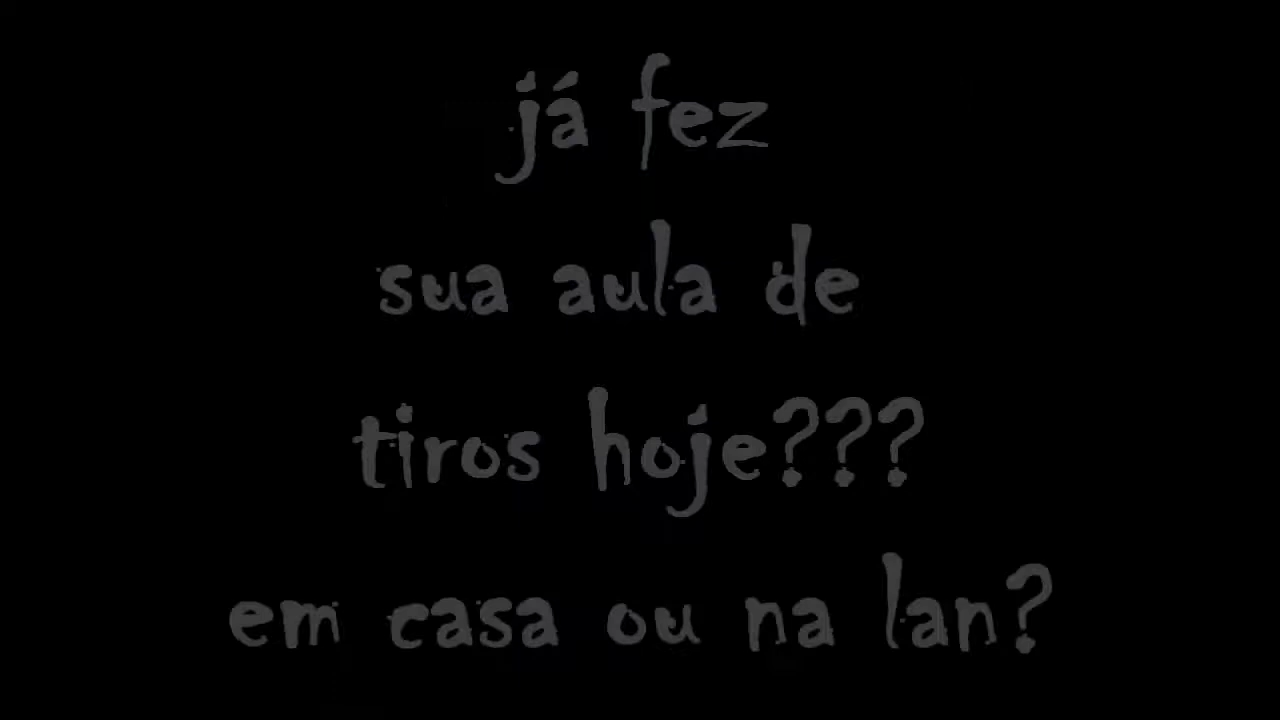 já fez
sua aula de
tiros hoje???
em casa ou na lan?